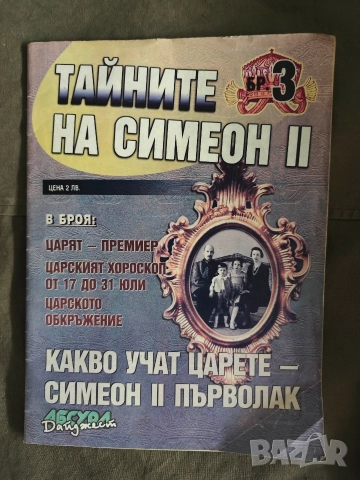 ТАЙНИТЕ
БР. 3
НА СИМЕОН II
ЦЕНА 2 ЛВ.
В БРОЯ:
ЦАРЯТ – ПРЕМИЕР
ЦАРСКИЯТ ХОРОСКОП
ОТ 17 ДО 31 ЮЛИ
ЦАРСКОТО
ОБКРЪЖЕНИЕ
КАКВО УЧАТ ЦАРЕТЕ –
СИМЕОН II ПЪРВОЛАК
АБСУРД
Дайджест
BAZAR